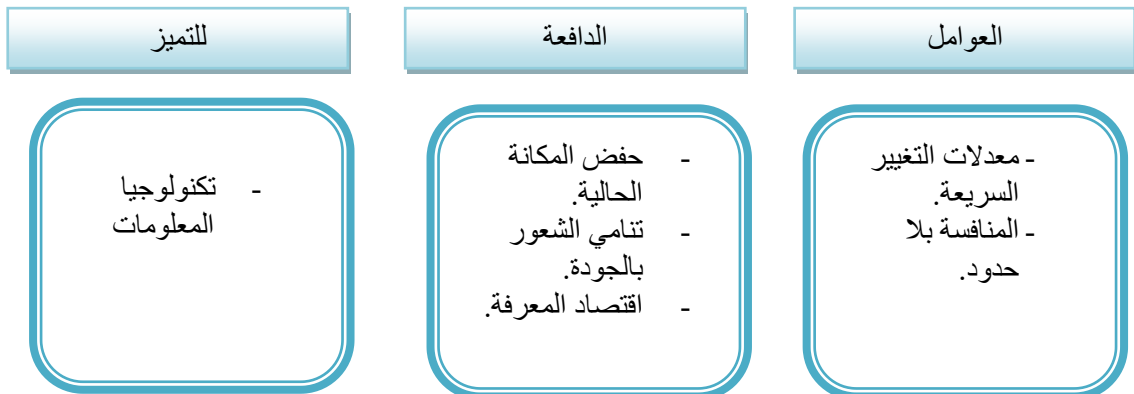 العوامل
الدافعة
للتميز
- معدلات التغيير
السريعة.
- المنافسة بلا
حدود.
- حفض المكانة
الحالية.
- تنامي الشعور
بالجودة.
- اقتصاد المعرفة.
- تكنولوجيا
المعلومات